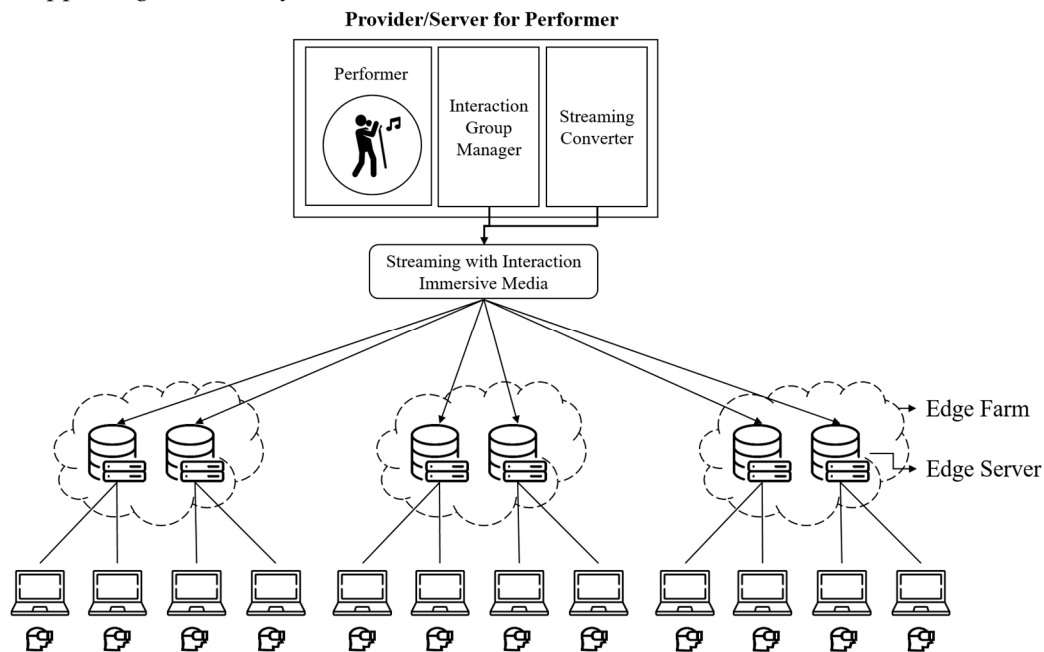 Provider/Server for Performer
Performer
Interaction
Group
Manager
Streaming
Converter
Streaming with Interaction
Immersive Media
Edge Farm
Edge Server